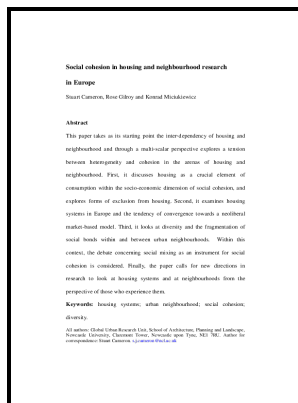 Social cohesion in housing and neighbourhood research
in Europe
Stuart Cameron, Rose Gilroy and Konrad Miciukiewicz
Abstract
This paper takes as its starting point the inter-dependency of housing and
neighbourhood and through a multi-scalar perspective explores a tension
between heterogeneity and cohesion in the arenas of housing and
neighbourhood. First, it discusses housing as a crucial element of
consumption within the socio-economic dimension of social cohesion, and
explores forms of exclusion from housing. Second, it examines housing
systems in Europe and the tendency of convergence towards a neoliberal
market-based model. Third, it looks at diversity and the fragmentation of
social bonds within and between urban neighbourhoods. Within this
context, the debate concerning social mixing as an instrument for social
cohesion is considered. Finally, the paper calls for new directions in
research to look at housing systems and at neighbourhoods from the
perspective of those who experience them.
Keywords: housing systems; urban neighbourhood; social cohesion;
diversity.
All authors: Global Urban Research Unit, School of Architecture, Planning and Landscape,
Newcastle University, Claremont Tower, Newcastle upon Tyne, NE1 7RU. Author for
correspondence: Stuart Cameron. s.j.cameron@ncl.ac.uk